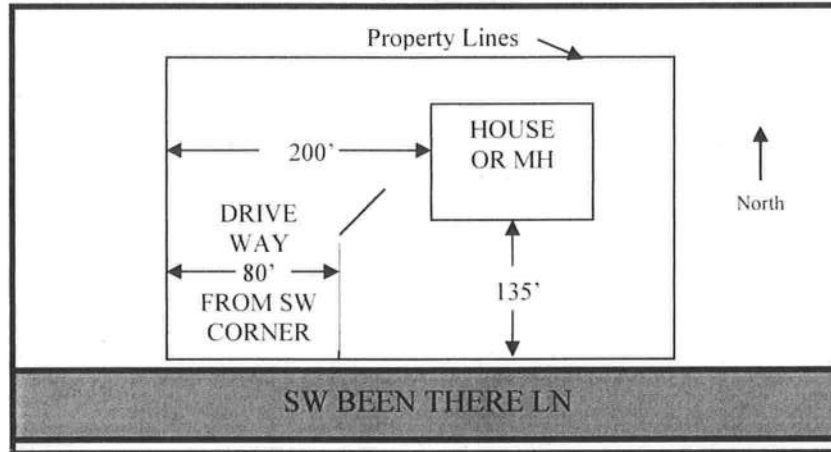 Property Lines
HOUSE
OR MH
200'
North
DRIVE
WAY
80'
FROM SW
CORNER
135'
SW BEEN THERE LN